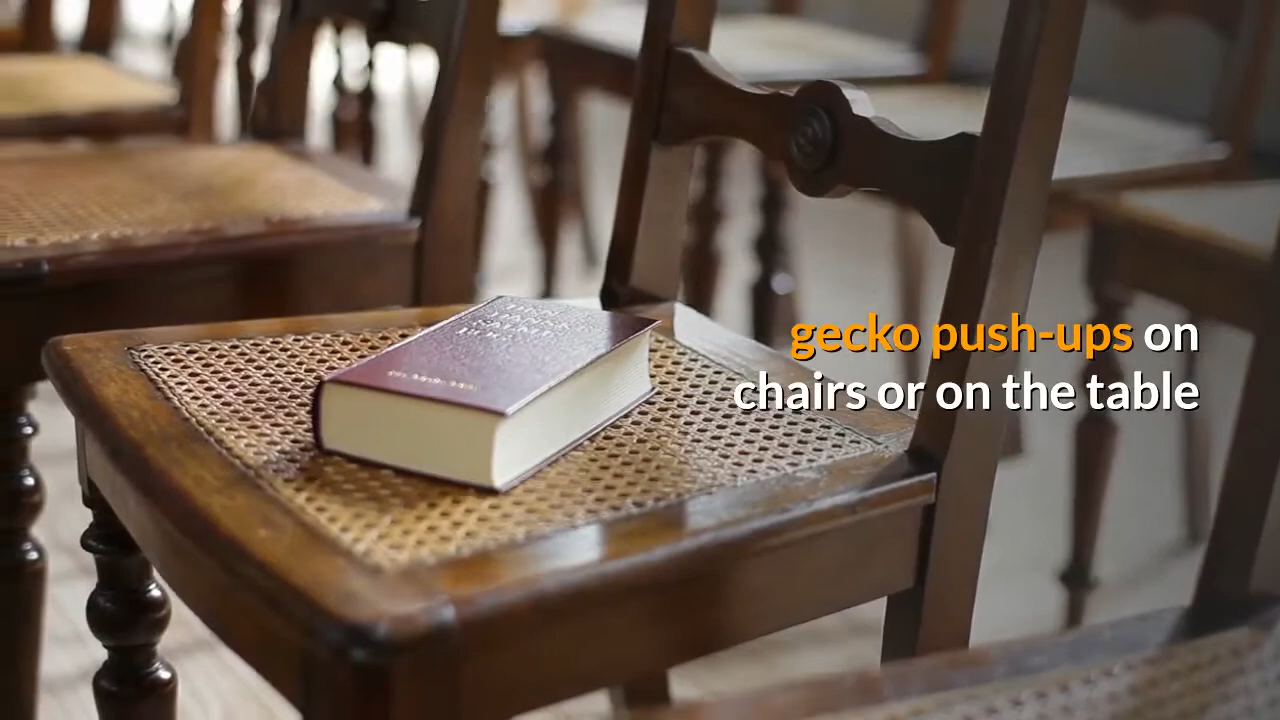 gecko push-ups on
chairs or on the table